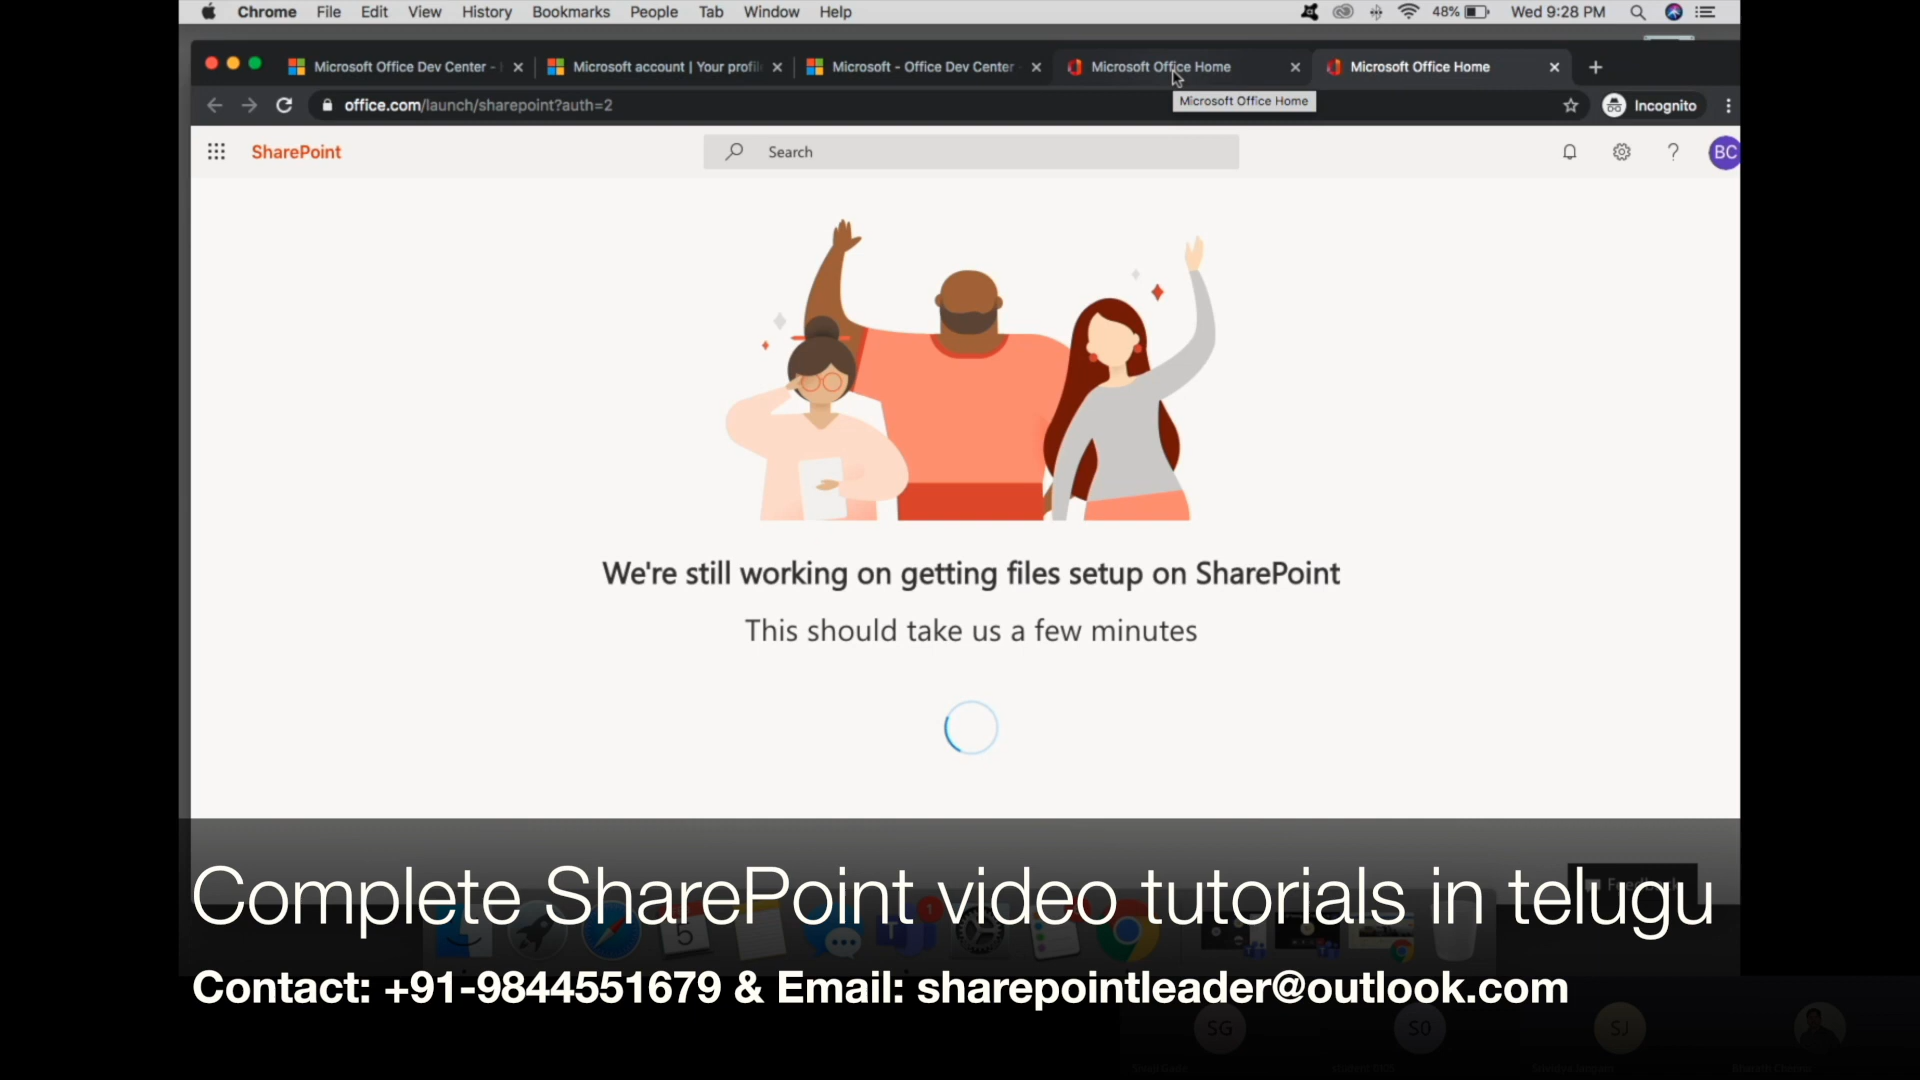 Chrome File Edit View History Bookmarks People Tab Window Help 48% Wed 9:28 PM
Microsoft Office Dev Center - Microsoft account | Your profil Microsoft - Office Dev Center Microsoft Office Home Microsoft Office Home
office.com/launch/sharepoint?auth=2 Incognito
Microsoft Office Home
SharePoint Search BC
We're still working on getting files setup on SharePoint
This should take us a few minutes
Complete SharePoint video tutorials in telugu
Contact: +91-9844551679 & Email: sharepointleader@outlook.com
SG SJ